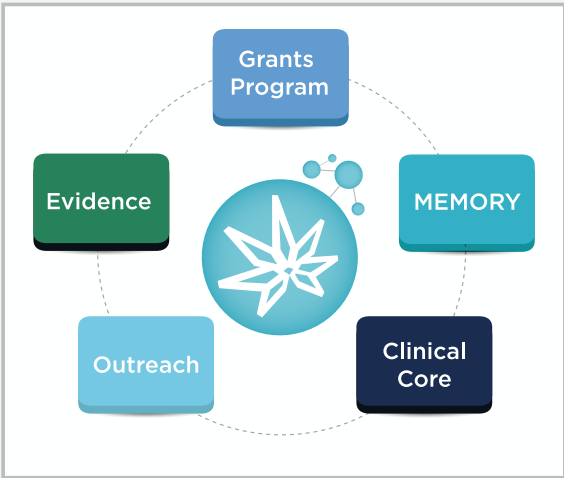 Grants
Program
Evidence
MEMORY
Outreach
Clinical
Core